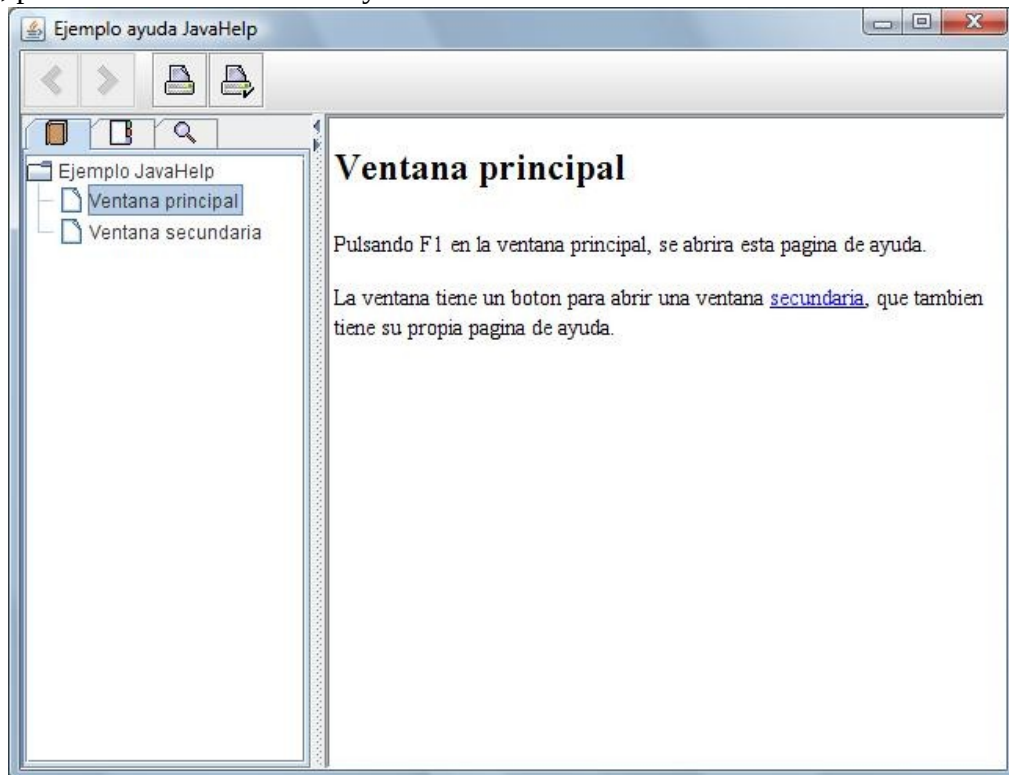 Ejemplo ayuda JavaHelp
Ejemplo JavaHelp
Ventana principal
Ventana secundaria
Ventana principal
Pulsando F1 en la ventana principal, se abrira esta pagina de ayuda.
La ventana tiene un boton para abrir una ventana secundaria, que tambien
tiene su propia pagina de ayuda.